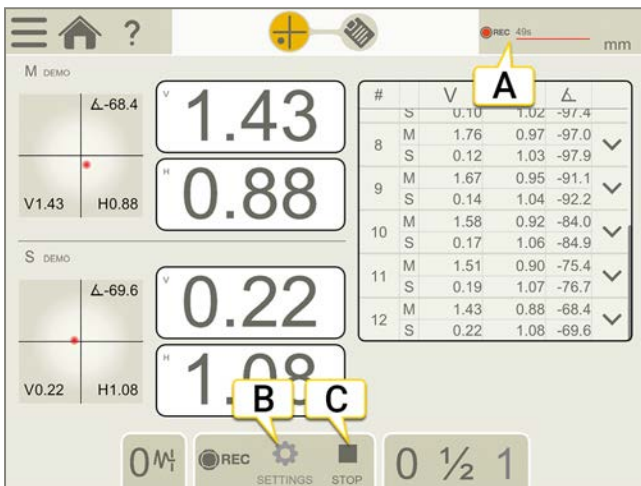 ?
REC 49s
mm
A
M DEMO
∡-68.4
V1.43 H0.88
V 1.43
H 0.88
S DEMO
∡-69.6
V0.22 H1.08
V 0.22
H 1.08
# V ∡
S 0.10 1.02 -97.4
8 M 1.76 0.97 -97.0
S 0.12 1.03 -97.9
9 M 1.67 0.95 -91.1
S 0.14 1.04 -92.2
10 M 1.58 0.92 -84.0
S 0.17 1.06 -84.9
11 M 1.51 0.90 -75.4
S 0.19 1.07 -76.7
12 M 1.43 0.88 -68.4
S 0.22 1.08 -69.6
B C
0
REC
SETTINGS STOP
0 ½ 1